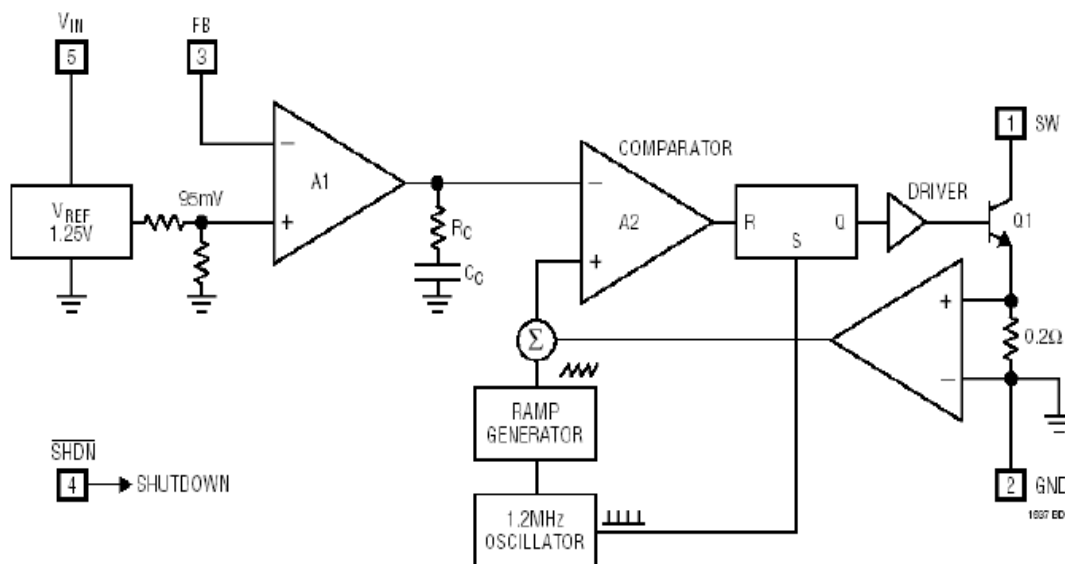 VIN
5
FB
3
VREF
1.25V
95mV
−
+
A1
RC
CC
COMPARATOR
−
+
A2
R
Q
S
DRIVER
1
SW
Q1
+
−
0.2Ω
Σ
RAMP
GENERATOR
1.2MHz
OSCILLATOR
SHDN
4
SHUTDOWN
2
GND